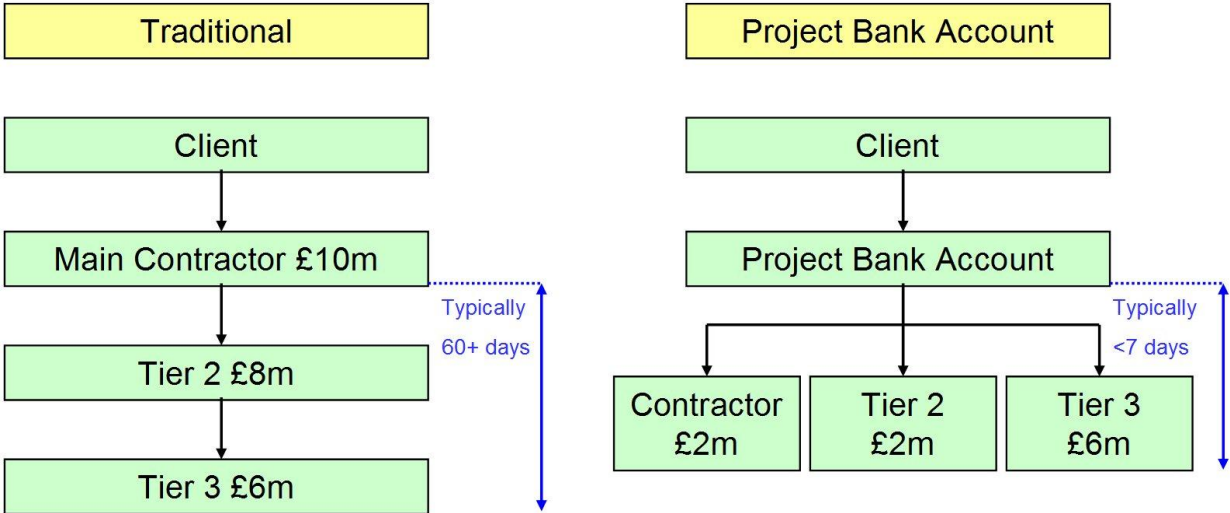 Traditional
Client
Main Contractor £10m
Typically
60+ days
Tier 2 £8m
Tier 3 £6m
Project Bank Account
Client
Project Bank Account
Typically
<7 days
Contractor
£2m
Tier 2
£2m
Tier 3
£6m